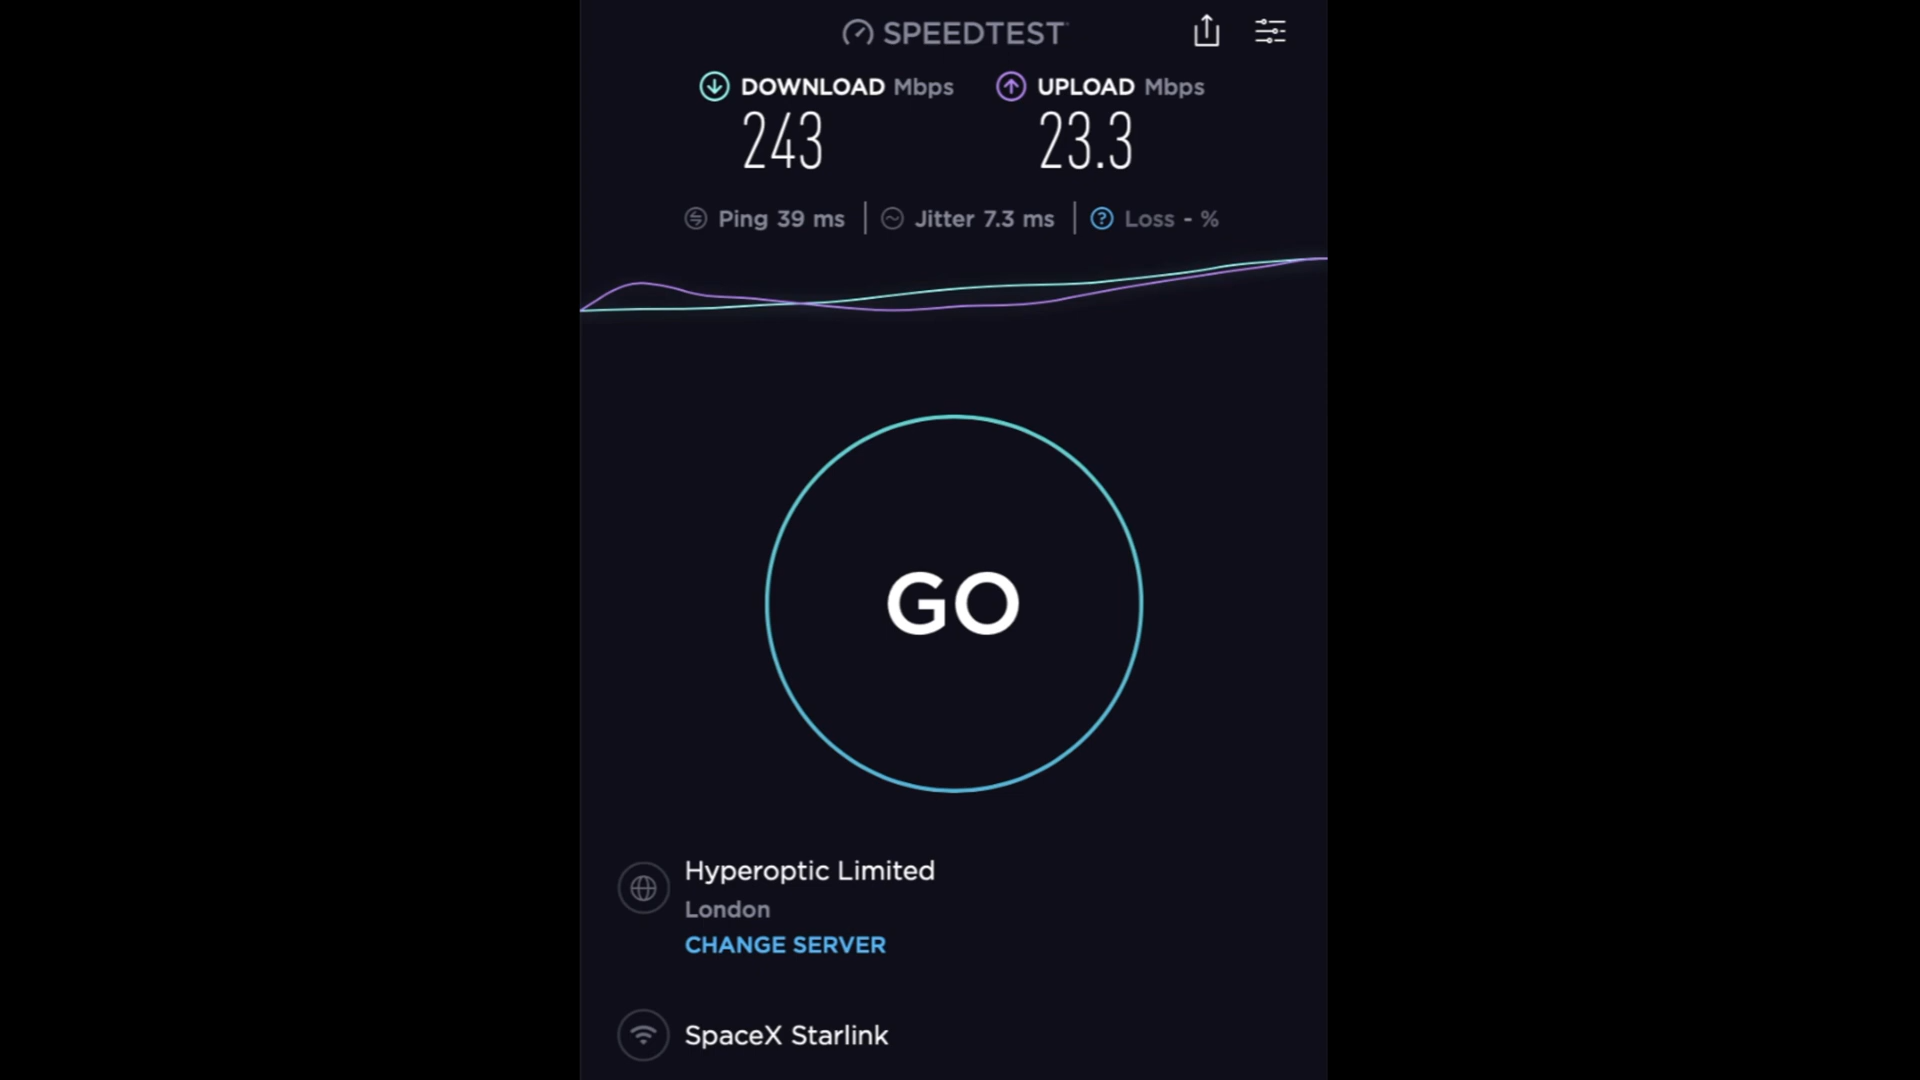 SPEEDTEST
DOWNLOAD Mbps
243
UPLOAD Mbps
23.3
Ping 39 ms
Jitter 7.3 ms
? Loss - %
GO
Hyperoptic Limited
London
CHANGE SERVER
SpaceX Starlink